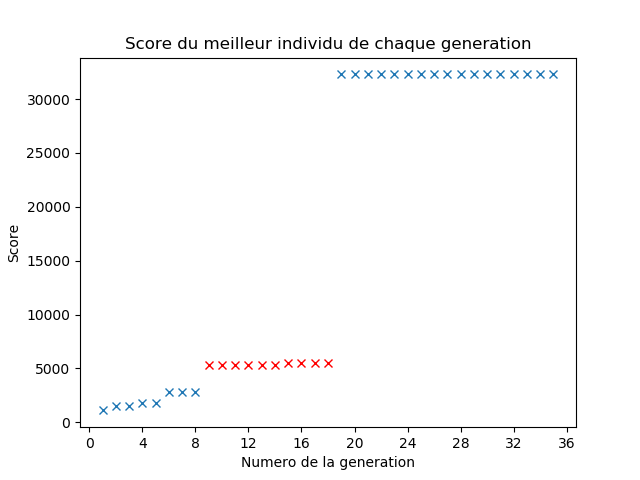 Score du meilleur individu de chaque generation
Score
30000
25000
20000
15000
10000
5000
0
0 4 8 12 16 20 24 28 32 36
Numero de la generation